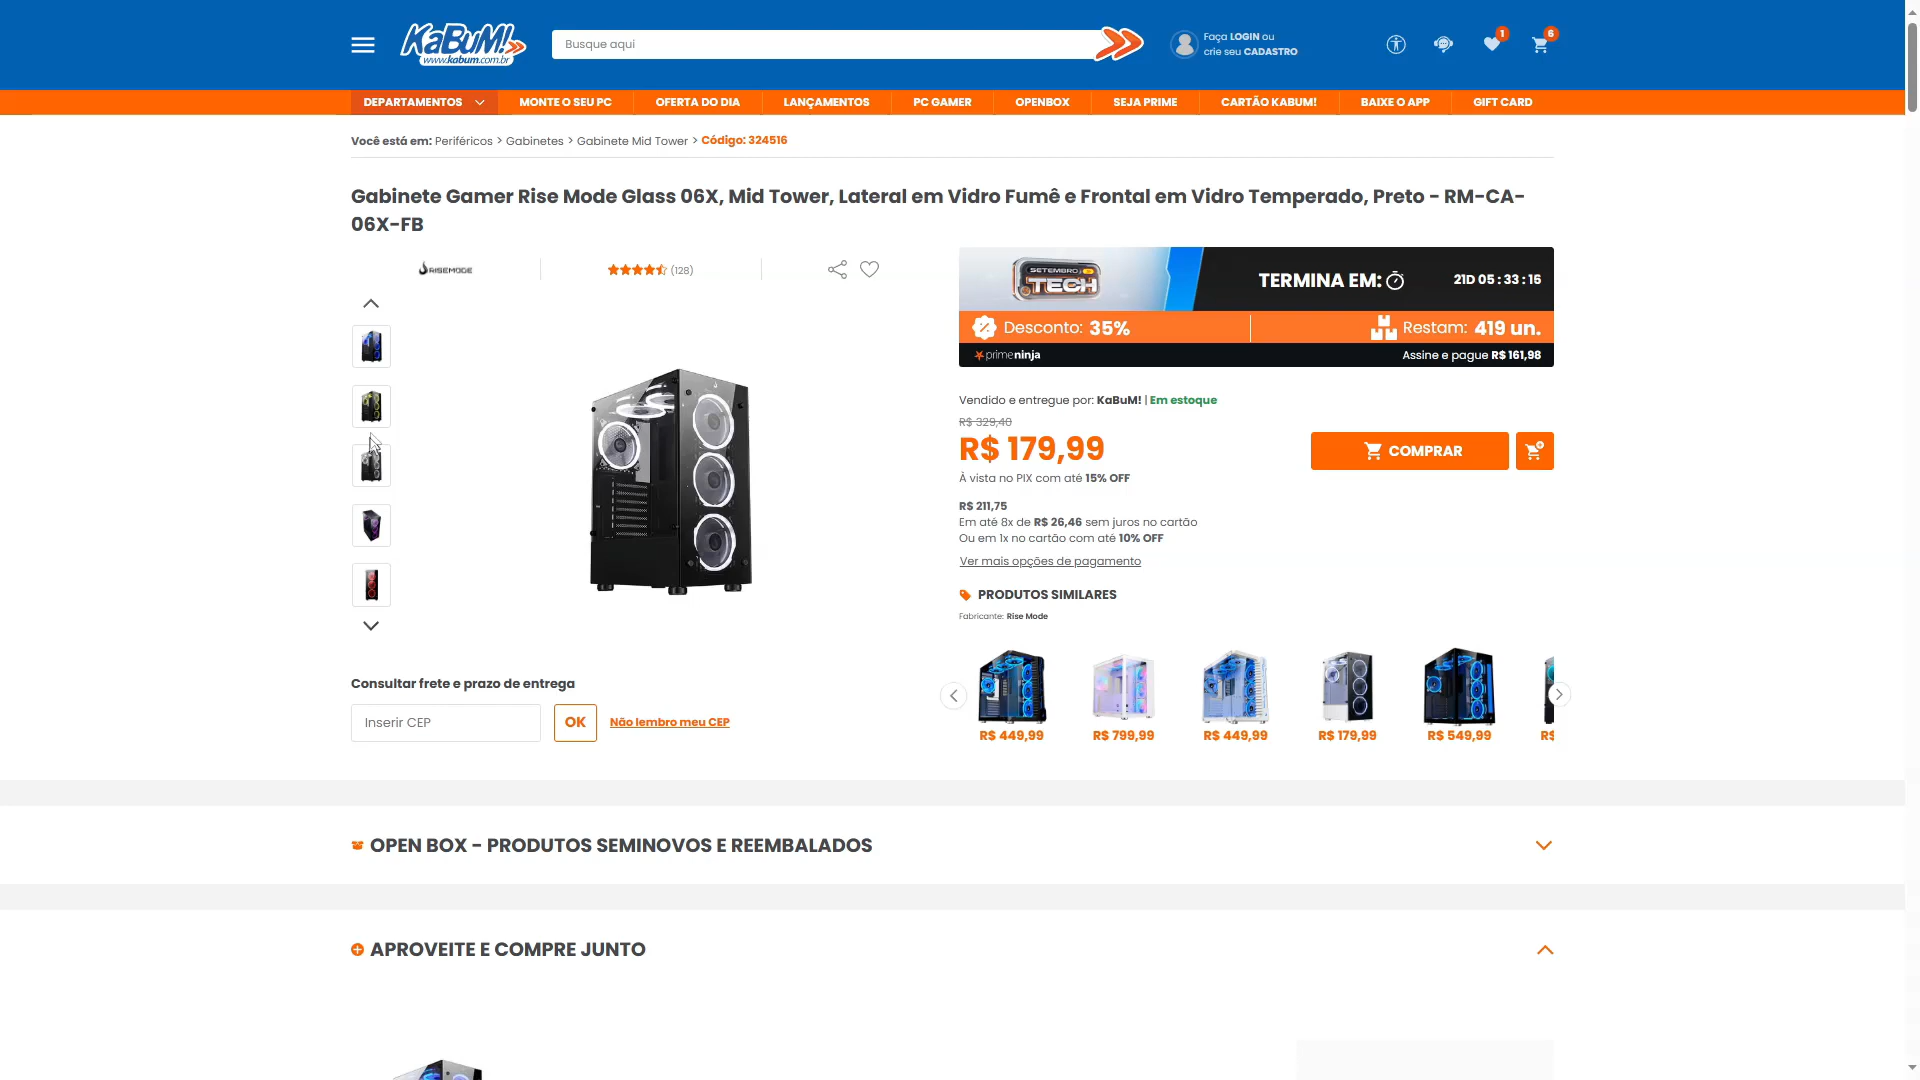 KaBuM!
www.kabum.com.br
Busque aqui
Faça LOGIN ou
crie seu CADASTRO
1
6
DEPARTAMENTOS
MONTE O SEU PC
OFERTA DO DIA
LANÇAMENTOS
PC GAMER
OPENBOX
SEJA PRIME
CARTÃO KABUM!
BAIXE O APP
GIFT CARD
Você está em: Periféricos > Gabinetes > Gabinete Mid Tower > Código: 324516
Gabinete Gamer Rise Mode Glass 06X, Mid Tower, Lateral em Vidro Fumê e Frontal em Vidro Temperado, Preto - RM-CA-
06X-FB
RISEMODE
(128)
SETEMBRO
TECH
TERMINA EM:
21D 05 : 33 : 16
Desconto: 35%
Restam: 419 un.
primeninja
Assine e pague R$ 161,98
Vendido e entregue por: KaBuM! | Em estoque
R$ 329,40
R$ 179,99
COMPRAR
À vista no PIX com até 15% OFF
R$ 211,75
Em até 8x de R$ 26,46 sem juros no cartão
Ou em 1x no cartão com até 10% OFF
Ver mais opções de pagamento
PRODUTOS SIMILARES
Fabricante: Rise Mode
R$ 449,99
R$ 799,99
R$ 449,99
R$ 179,99
R$ 549,99
R$
Consultar frete e prazo de entrega
Inserir CEP
OK
Não lembro meu CEP
OPEN BOX - PRODUTOS SEMINOVOS E REEMBALADOS
APROVEITE E COMPRE JUNTO